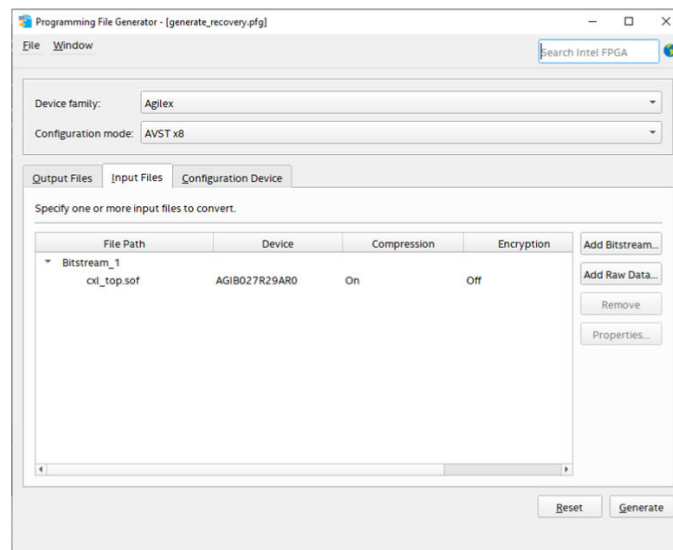 Programming File Generator - [generate_recovery.pfg]
File Window
Search Intel FPGA
Device family: Agilex
Configuration mode: AVST x8
Output Files Input Files Configuration Device
Specify one or more input files to convert.
File Path Device Compression Encryption
Add Bitstream...
Bitstream_1
cxl_top.sof AGIB027R29AR0 On Off
Add Raw Data...
Remove
Properties...
Reset Generate